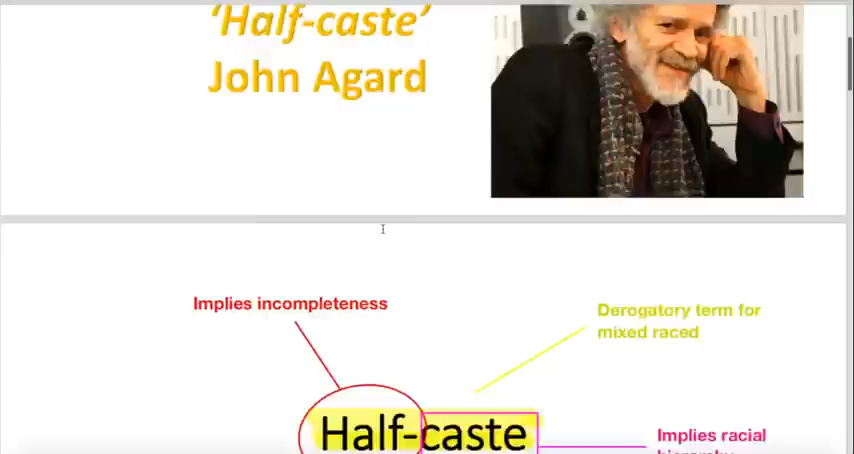 ‘Half-caste’
John Agard
Implies incompleteness
Derogatory term for
mixed raced
Half-caste
Implies racial